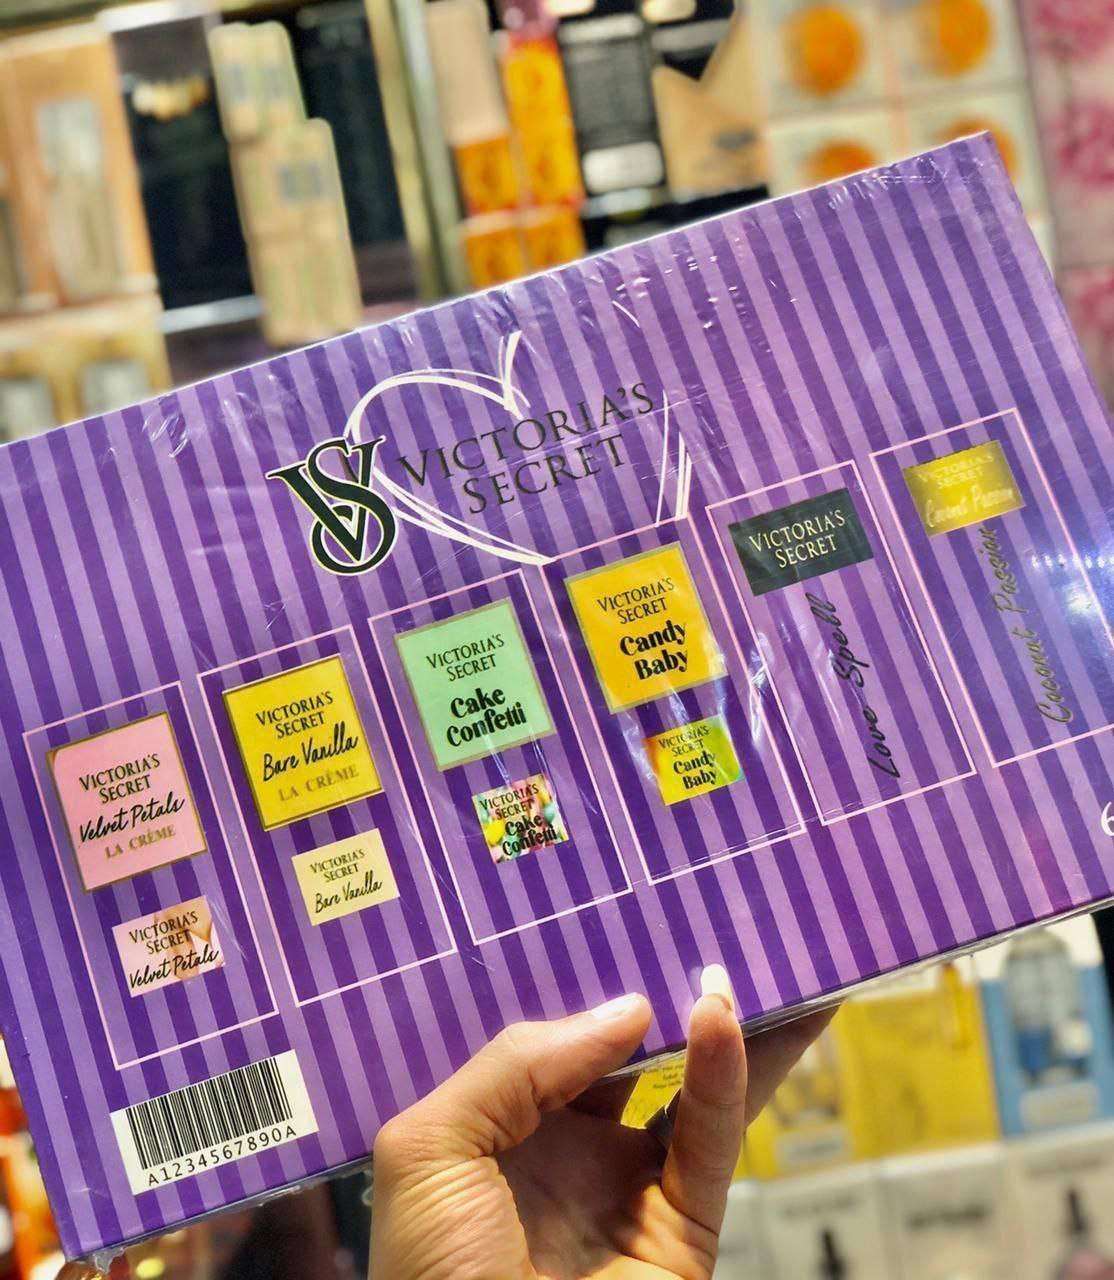 VS
VICTORIA'S
SECRET
VICTORIA'S
SECRET
Velvet Petals
LA CRÈME
VICTORIA'S
SECRET
Velvet Petals
VICTORIA'S
SECRET
Bare Vanilla
LA CRÈME
VICTORIA'S
SECRET
Bare Vanilla
VICTORIA'S
SECRET
Cake
Confetti
VICTORIA'S
SECRET
Cake
Confetti
VICTORIA'S
SECRET
Candy
Baby
VICTORIA'S
SECRET
Candy
Baby
VICTORIA'S
SECRET
Love Spell
VICTORIA'S
SECRET
Coconut Passion
Coconut Passion
6
A1234567890A